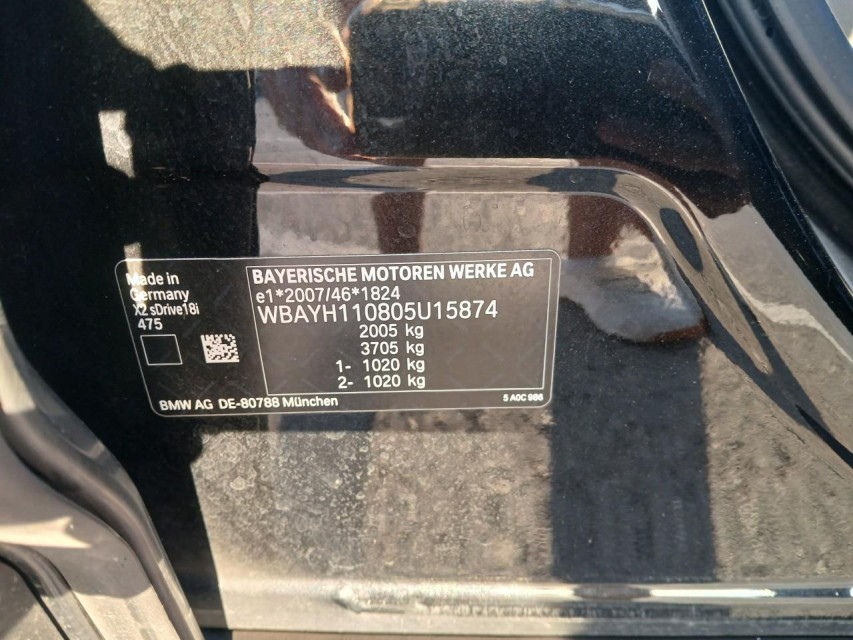 Made in
Germany
X2 sDrive18i
475
BAYERISCHE MOTOREN WERKE AG
e1*2007/46*1824
WBAYH110805U15874
2005 kg
3705 kg
1- 1020 kg
2- 1020 kg
BMW AG DE-80788 München
5 A0C 986